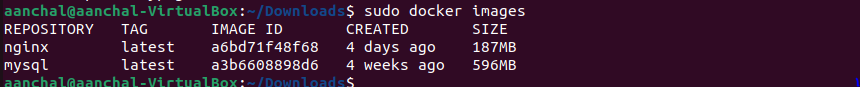 aanchal@aanchal-VirtualBox:~/Downloads$ sudo docker images
REPOSITORY   TAG       IMAGE ID       CREATED       SIZE
nginx        latest    a6bd71f48f68   4 days ago    187MB
mysql        latest    a3b6608898d6   4 weeks ago   596MB
aanchal@aanchal-VirtualBox:~/Downloads$